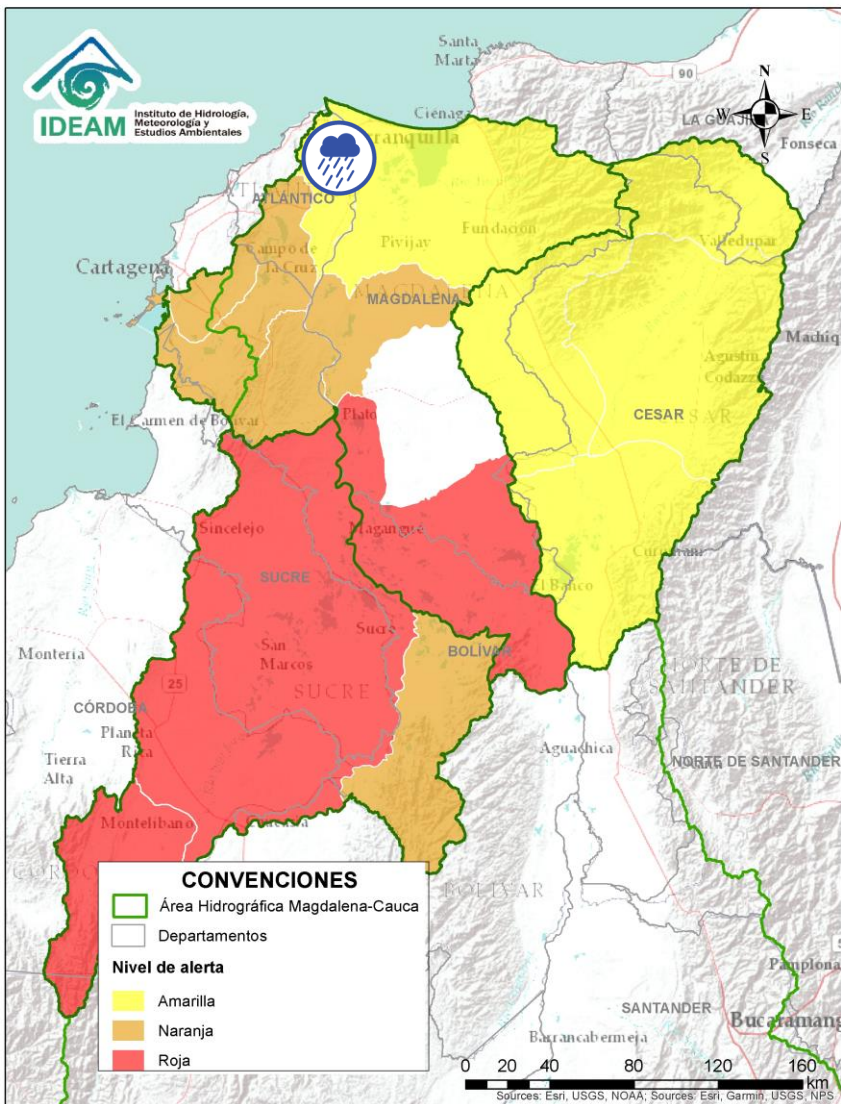 IDEAM
Instituto de Hidrología,
Meteorología y
Estudios Ambientales
Santa
Marta
90
N
W
E
S
Ciénaga
LA GUAJI
Fonseca
rranquilla
ATLÁNTICO
Campo de
la Cruz
Pivijay
Fundación
Valledupar
Cartagena
MAGDALENA
Agustín
Codazzi
Machiq
El Carmen de Bolívar
Plato
CESAR
Sincelejo
Magangué
SUCRE
El Banco
Sucre
San
Marcos
BOLÍVAR
Montería
SUCRE
25
NORTE DE
SANTANDER
CÓRDOBA
Planeta
Rica
Tierra
Alta
Aguachica
NORTE DE SANTANDER
Montelíbano
BOLÍVAR
CONVENCIONES
Área Hidrográfica Magdalena-Cauca
Departamentos
Nivel de alerta
Amarilla
Naranja
Roja
Pamplona
SANTANDER
Bucaramang
Barrancabermeja
0 20 40 80 120 160
km
Sources: Esri, USGS, NOAA; Sources: Esri, Garmin, USGS, NPS